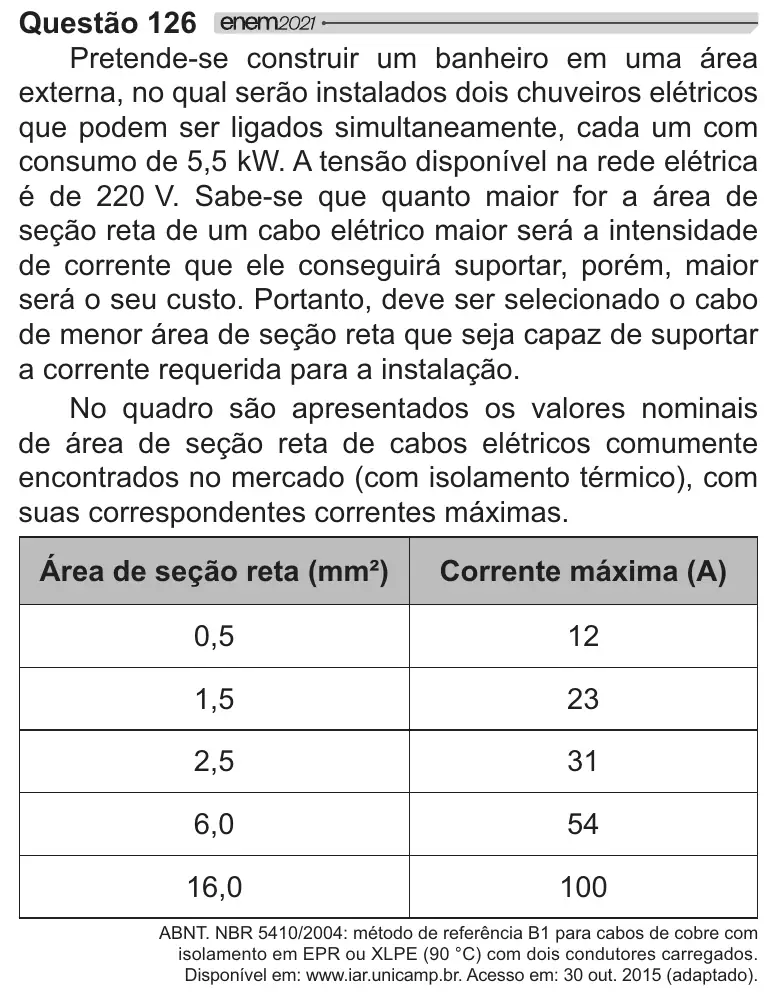 Questão 126 enem2021
Pretende-se construir um banheiro em uma área
externa, no qual serão instalados dois chuveiros elétricos
que podem ser ligados simultaneamente, cada um com
consumo de 5,5 kW. A tensão disponível na rede elétrica
é de 220 V. Sabe-se que quanto maior for a área de
seção reta de um cabo elétrico maior será a intensidade
de corrente que ele conseguirá suportar, porém, maior
será o seu custo. Portanto, deve ser selecionado o cabo
de menor área de seção reta que seja capaz de suportar
a corrente requerida para a instalação.
No quadro são apresentados os valores nominais
de área de seção reta de cabos elétricos comumente
encontrados no mercado (com isolamento térmico), com
suas correspondentes correntes máximas.
Área de seção reta (mm²) Corrente máxima (A)
0,5 12
1,5 23
2,5 31
6,0 54
16,0 100
ABNT. NBR 5410/2004: método de referência B1 para cabos de cobre com
isolamento em EPR ou XLPE (90 °C) com dois condutores carregados.
Disponível em: www.iar.unicamp.br. Acesso em: 30 out. 2015 (adaptado).